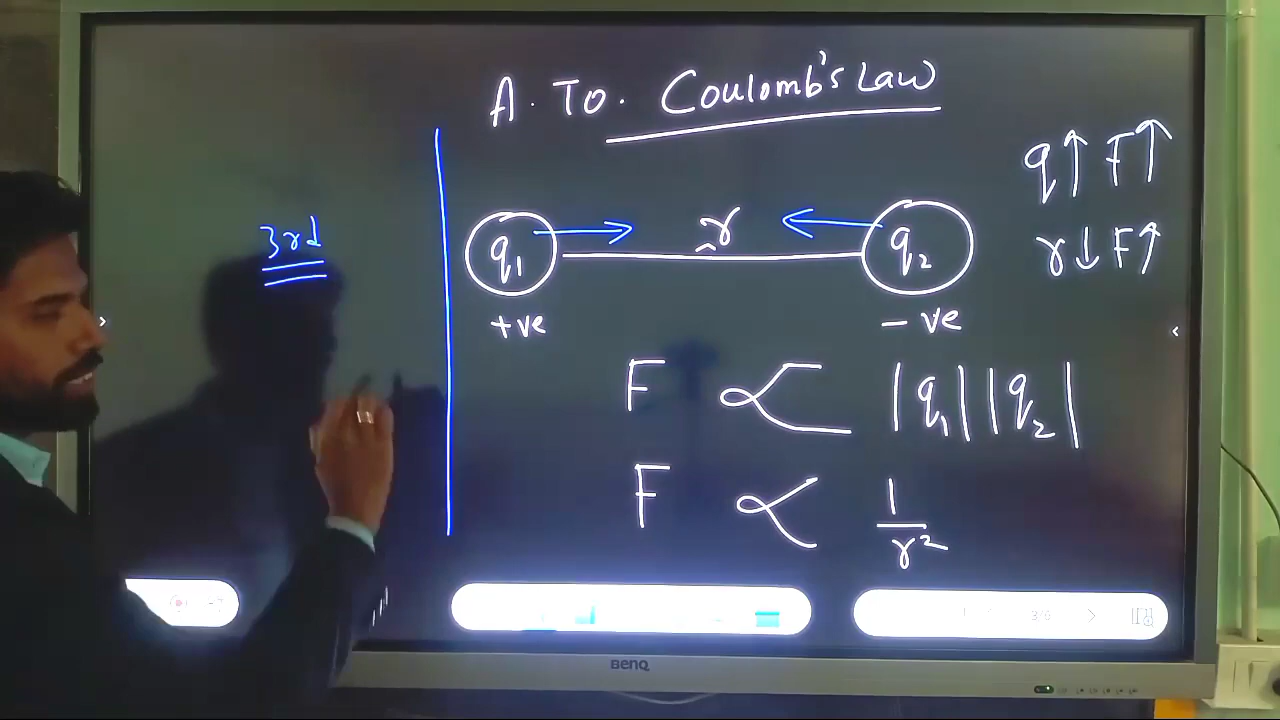 A. To. Coulomb's Law
q↑ F↑
r↓ F↑
3rd
q₁ r q₂
+ve - ve
F ∝ |q₁||q₂|
F ∝ 1/r²
BenQ